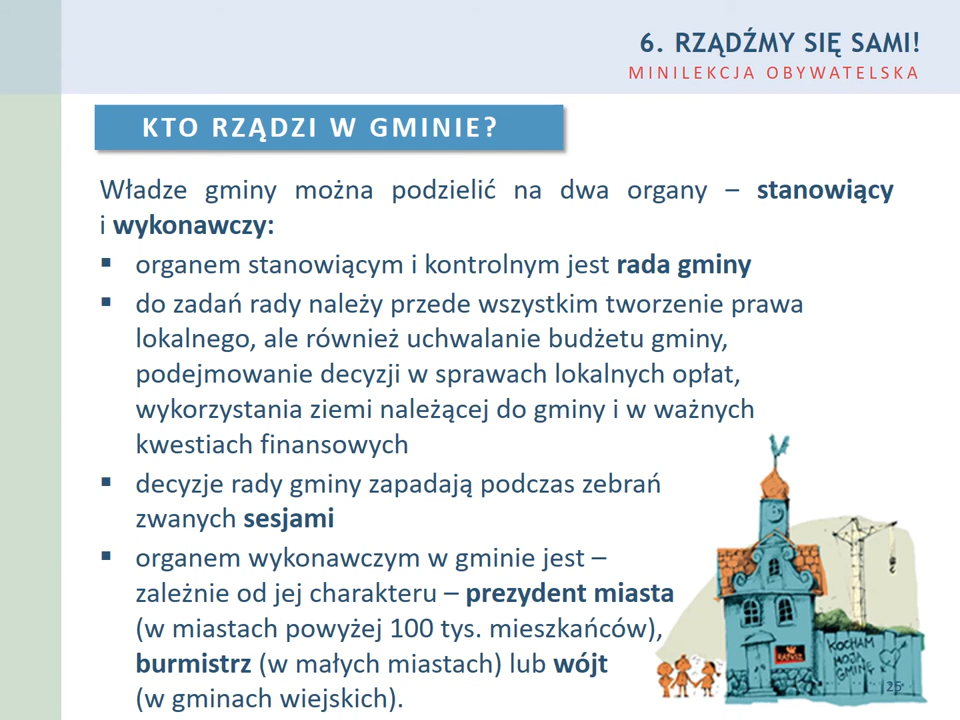 6. RZĄDŹMY SIĘ SAMI!
MINILEKCJA OBYWATELSKA
KTO RZĄDZI W GMINIE?
Władze gminy można podzielić na dwa organy – stanowiący
i wykonawczy:
▪ organem stanowiącym i kontrolnym jest rada gminy
▪ do zadań rady należy przede wszystkim tworzenie prawa
lokalnego, ale również uchwalanie budżetu gminy,
podejmowanie decyzji w sprawach lokalnych opłat,
wykorzystania ziemi należącej do gminy i w ważnych
kwestiach finansowych
▪ decyzje rady gminy zapadają podczas zebrań
zwanych sesjami
▪ organem wykonawczym w gminie jest –
zależnie od jej charakteru – prezydent miasta
(w miastach powyżej 100 tys. mieszkańców),
burmistrz (w małych miastach) lub wójt
(w gminach wiejskich).
RATUSZ
KOCHAM
MOJĄ
GMINĘ
25